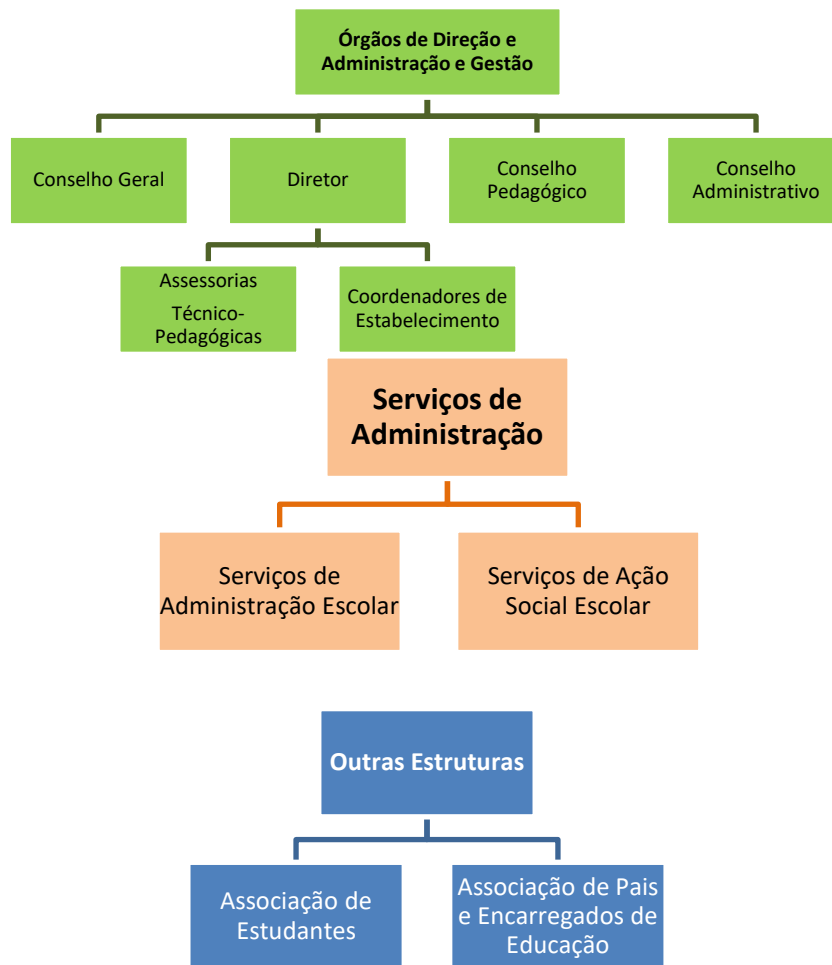 Órgãos de Direção e
Administração e Gestão
Conselho Geral
Diretor
Conselho
Pedagógico
Conselho
Administrativo
Assessorias
Técnico-
Pedagógicas
Coordenadores de
Estabelecimento
Serviços de
Administração
Serviços de
Administração Escolar
Serviços de Ação
Social Escolar
Outras Estruturas
Associação de
Estudantes
Associação de Pais
e Encarregados de
Educação